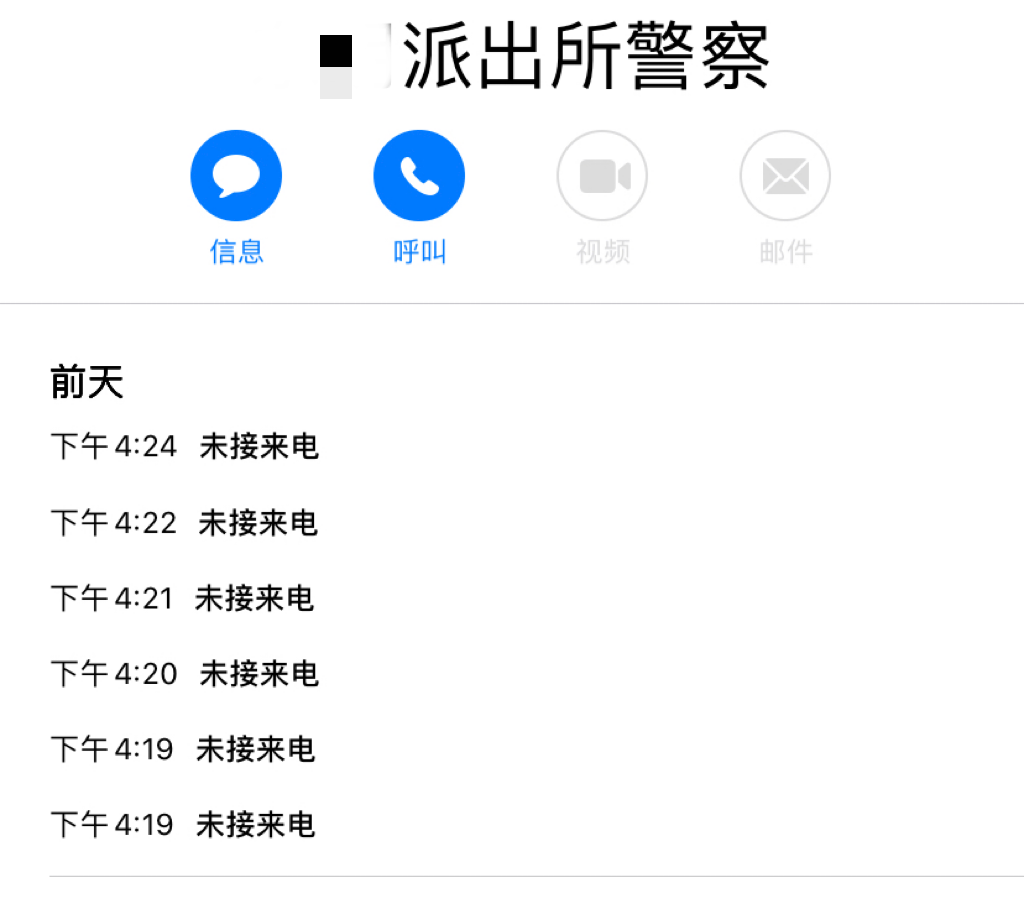 派出所警察
信息 呼叫 视频 邮件
前天
下午 4:24 未接来电
下午 4:22 未接来电
下午 4:21 未接来电
下午 4:20 未接来电
下午 4:19 未接来电
下午 4:19 未接来电